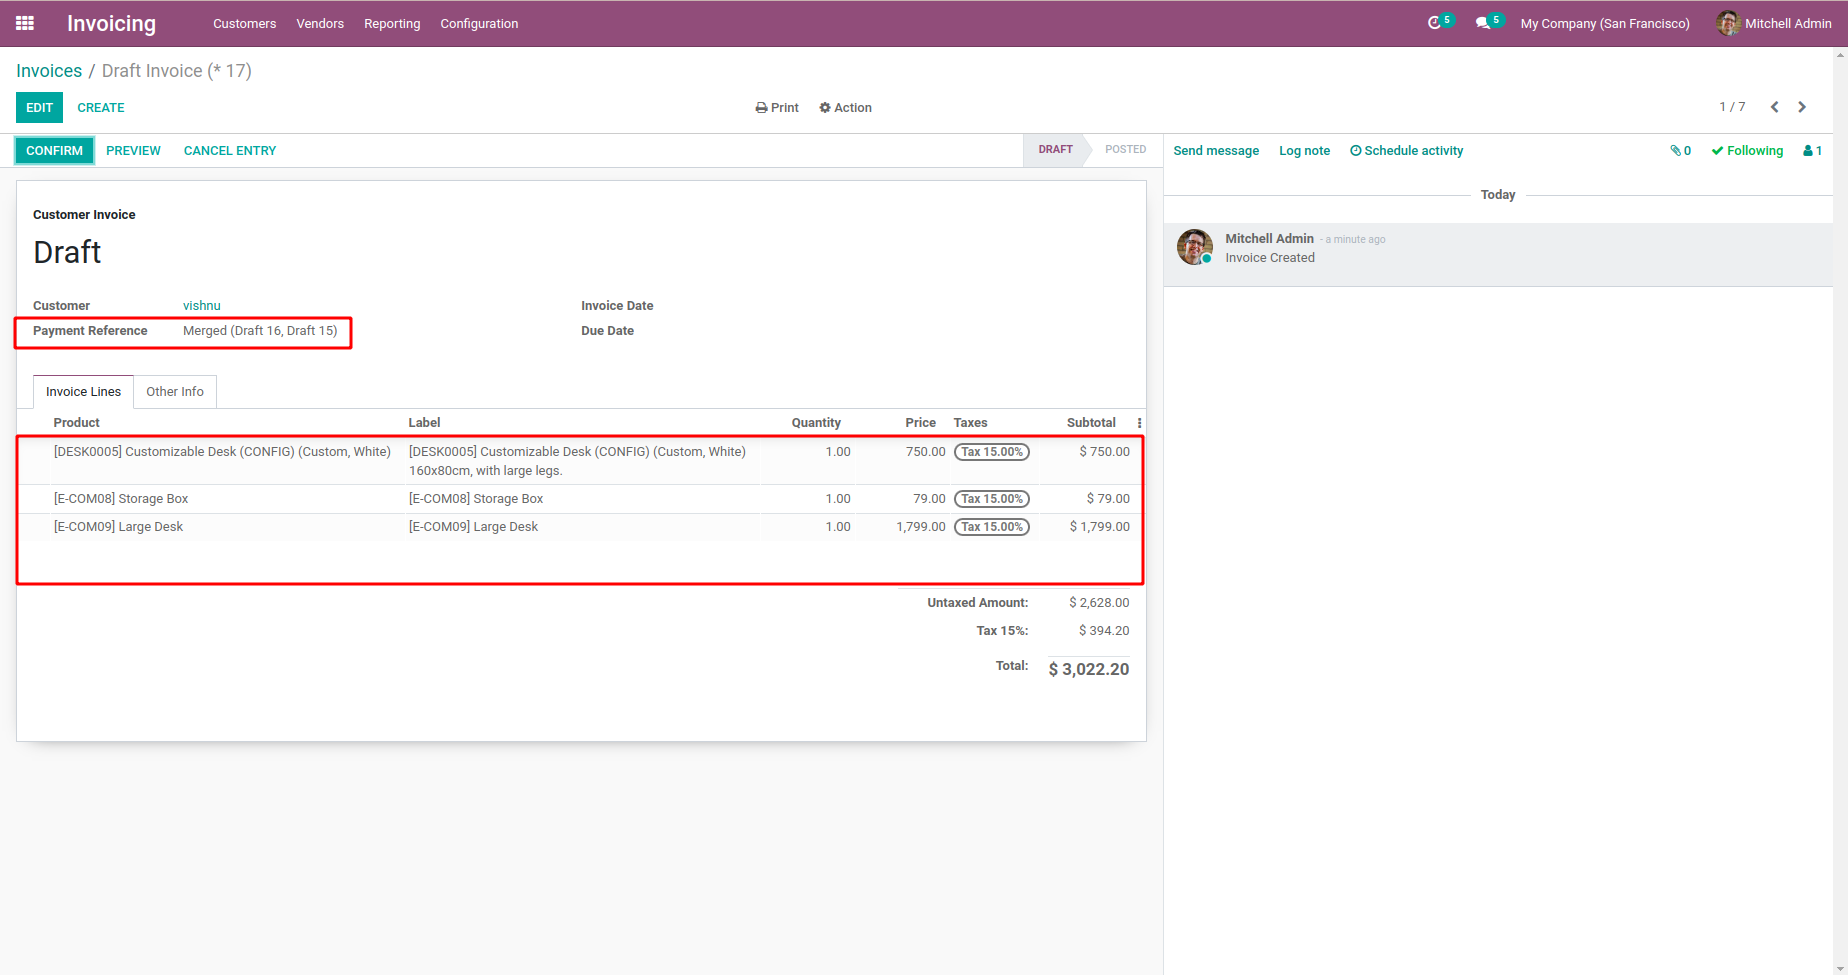 Invoicing Customers Vendors Reporting Configuration 5 5 My Company (San Francisco) Mitchell Admin
Invoices / Draft Invoice (* 17)
EDIT CREATE Print Action 1 / 7
CONFIRM PREVIEW CANCEL ENTRY DRAFT POSTED Send message Log note Schedule activity 0 Following 1
Today
Customer Invoice
Draft
Mitchell Admin - a minute ago
Invoice Created
Customer vishnu Invoice Date
Payment Reference Merged (Draft 16, Draft 15) Due Date
Invoice Lines Other Info
Product Label Quantity Price Taxes Subtotal
[DESK0005] Customizable Desk (CONFIG) (Custom, White) [DESK0005] Customizable Desk (CONFIG) (Custom, White) 1.00 750.00 Tax 15.00% $ 750.00
160x80cm, with large legs.
[E-COM08] Storage Box [E-COM08] Storage Box 1.00 79.00 Tax 15.00% $ 79.00
[E-COM09] Large Desk [E-COM09] Large Desk 1.00 1,799.00 Tax 15.00% $ 1,799.00
Untaxed Amount: $ 2,628.00
Tax 15%: $ 394.20
Total: $ 3,022.20